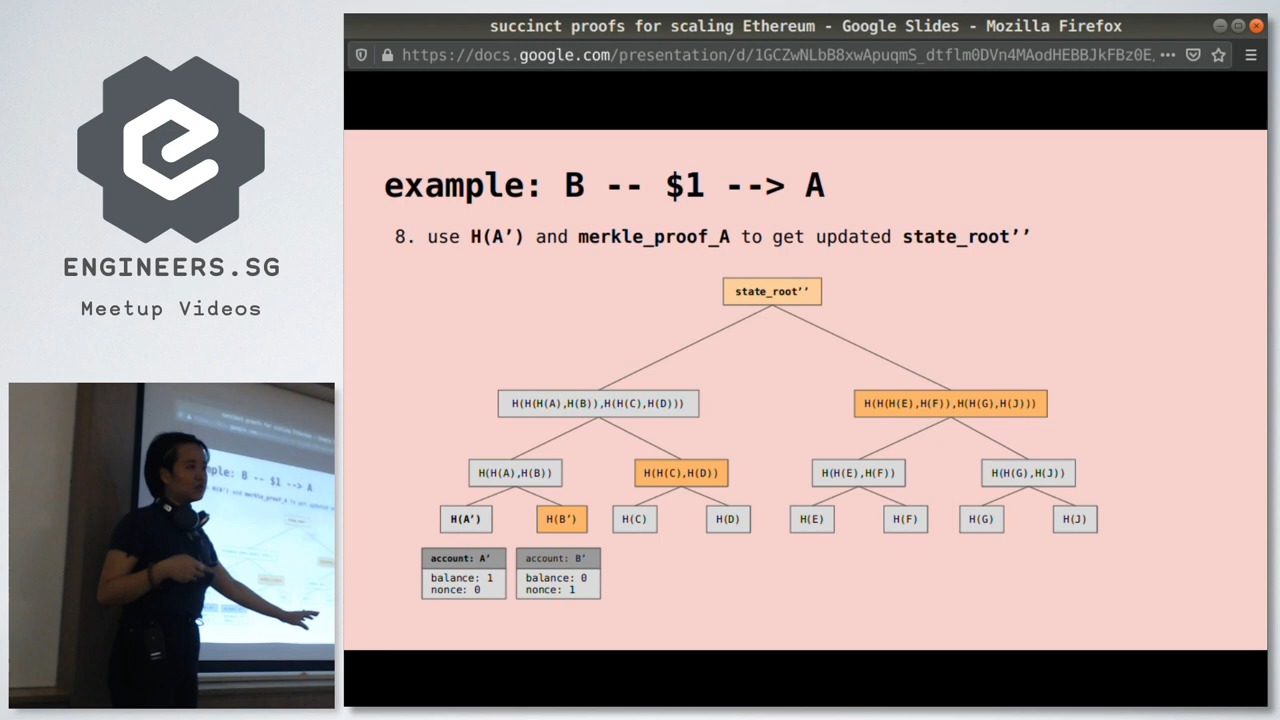 succinct proofs for scaling Ethereum - Google Slides - Mozilla Firefox
https://docs.google.com/presentation/d/1GCZwNLbB8xwApuqmS_dtflm0DVn4MAodHEBBJkFBz0E,
ENGINEERS.SG
Meetup Videos
example: B -- $1 --> A
8. use H(A’) and merkle_proof_A to get updated state_root’’
state_root’’
H(H(H(A),H(B)),H(H(C),H(D))) H(H(H(E),H(F)),H(H(G),H(J)))
H(H(A),H(B)) H(H(C),H(D)) H(H(E),H(F)) H(H(G),H(J))
H(A’) H(B’) H(C) H(D) H(E) H(F) H(G) H(J)
account: A’ account: B’
balance: 1 balance: 0
nonce: 0 nonce: 1